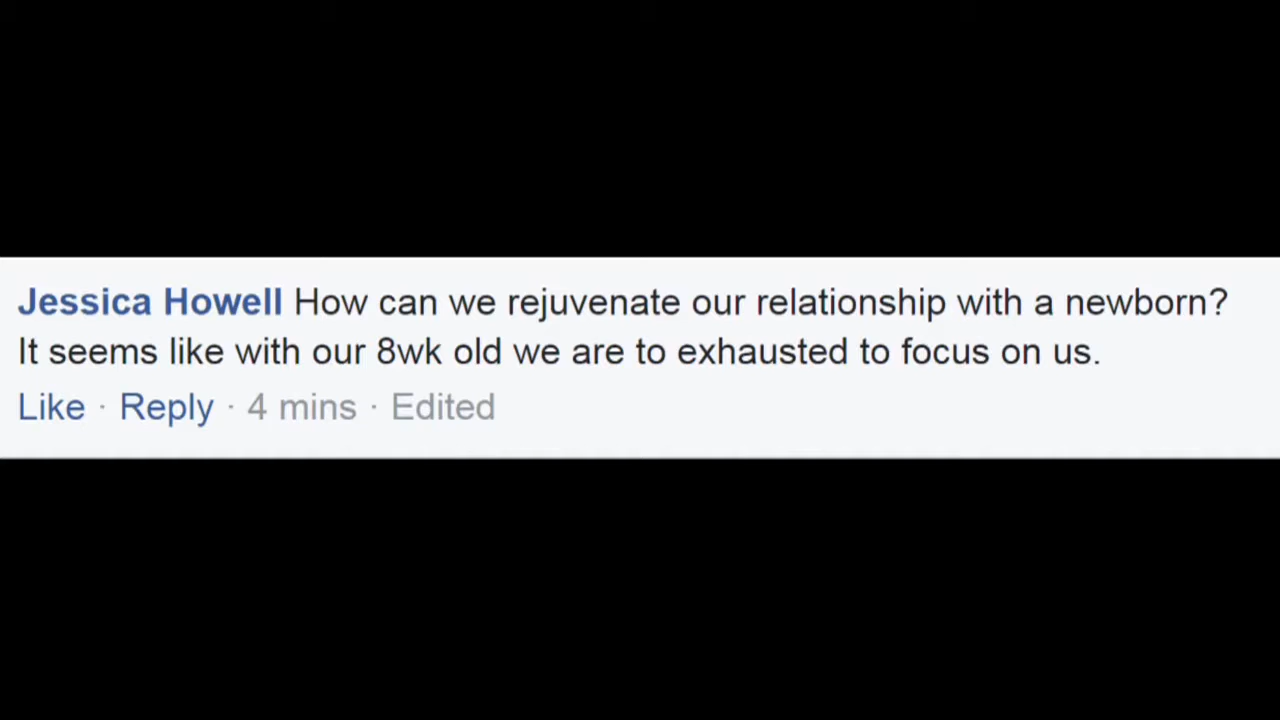 Jessica Howell How can we rejuvenate our relationship with a newborn?
It seems like with our 8wk old we are to exhausted to focus on us.
Like · Reply · 4 mins · Edited